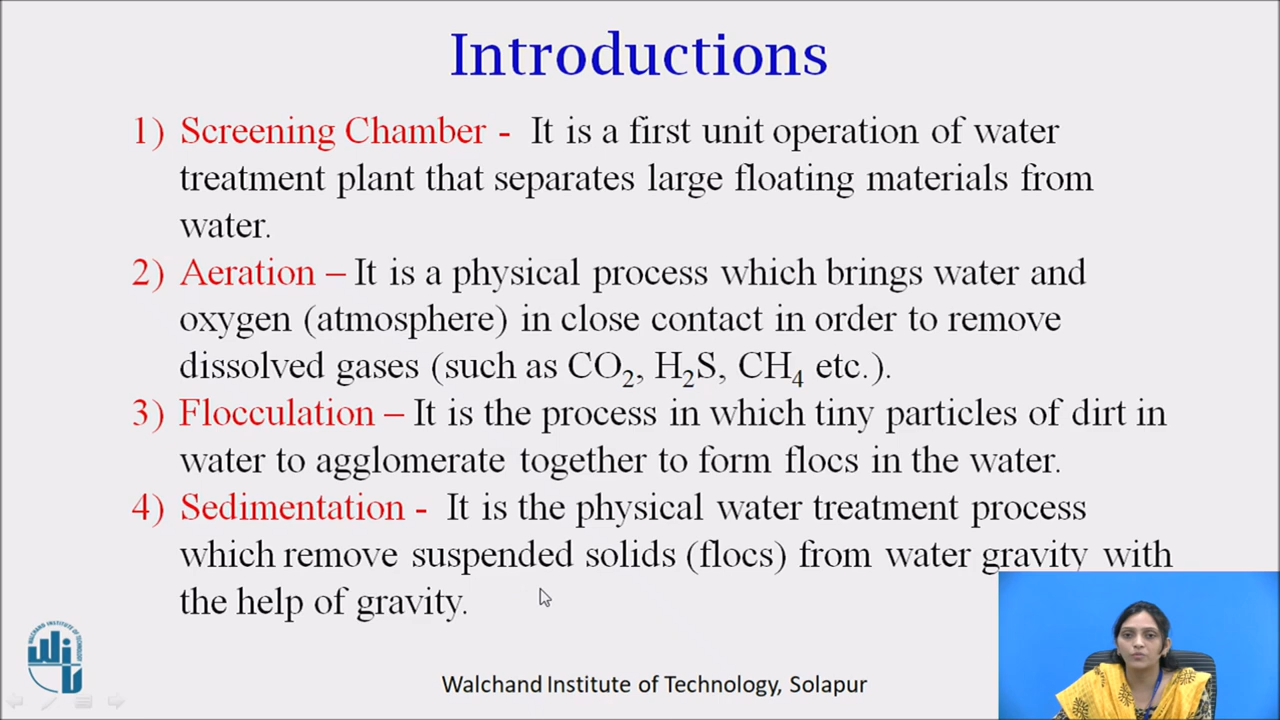 Introductions
1) Screening Chamber - It is a first unit operation of water
treatment plant that separates large floating materials from
water.
2) Aeration – It is a physical process which brings water and
oxygen (atmosphere) in close contact in order to remove
dissolved gases (such as CO₂, H₂S, CH₄ etc.).
3) Flocculation – It is the process in which tiny particles of dirt in
water to agglomerate together to form flocs in the water.
4) Sedimentation - It is the physical water treatment process
which remove suspended solids (flocs) from water gravity with
the help of gravity.
WALCHAND INSTITUTE OF TECHNOLOGY
WIT
Walchand Institute of Technology, Solapur